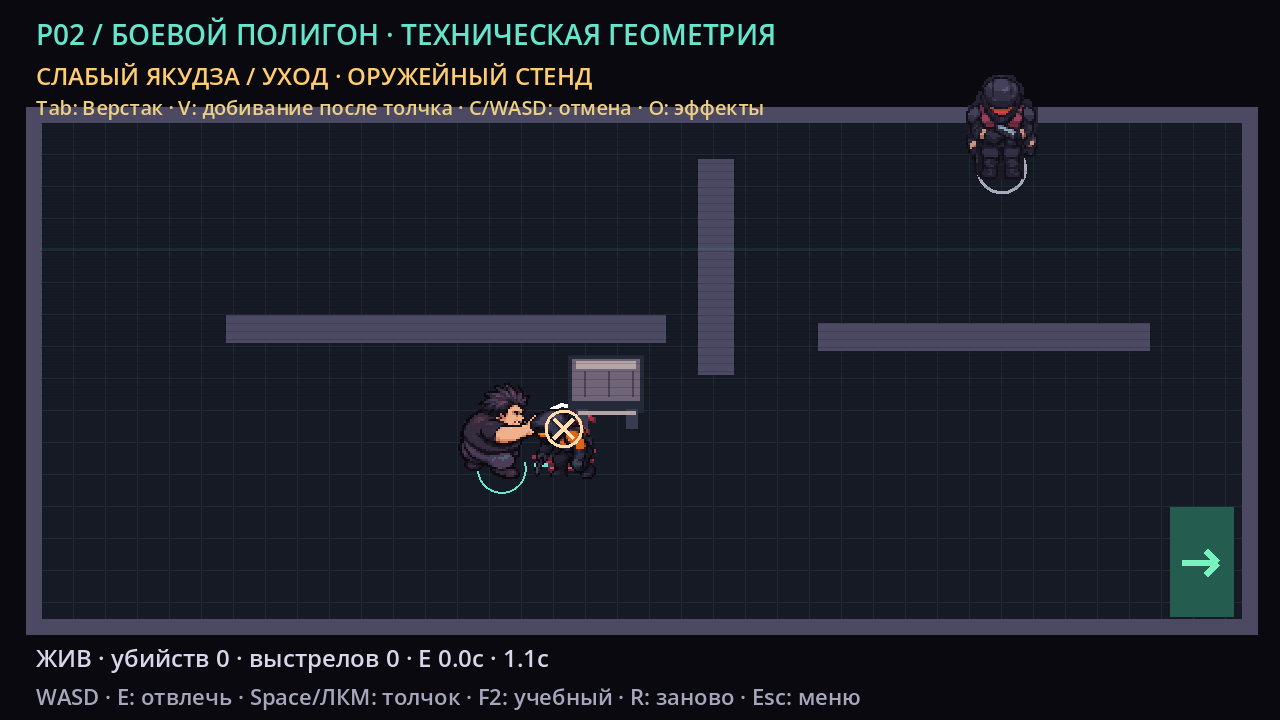 P02 / БОЕВОЙ ПОЛИГОН · ТЕХНИЧЕСКАЯ ГЕОМЕТРИЯ
СЛАБЫЙ ЯКУДЗА / УХОД · ОРУЖЕЙНЫЙ СТЕНД
Tab: Верстак · V: добивание после толчка · C/WASD: отмена · O: эффекты
ЖИВ · убийств 0 · выстрелов 0 · E 0.0с · 1.1с
WASD · E: отвлечь · Space/ЛКМ: толчок · F2: учебный · R: заново · Esc: меню